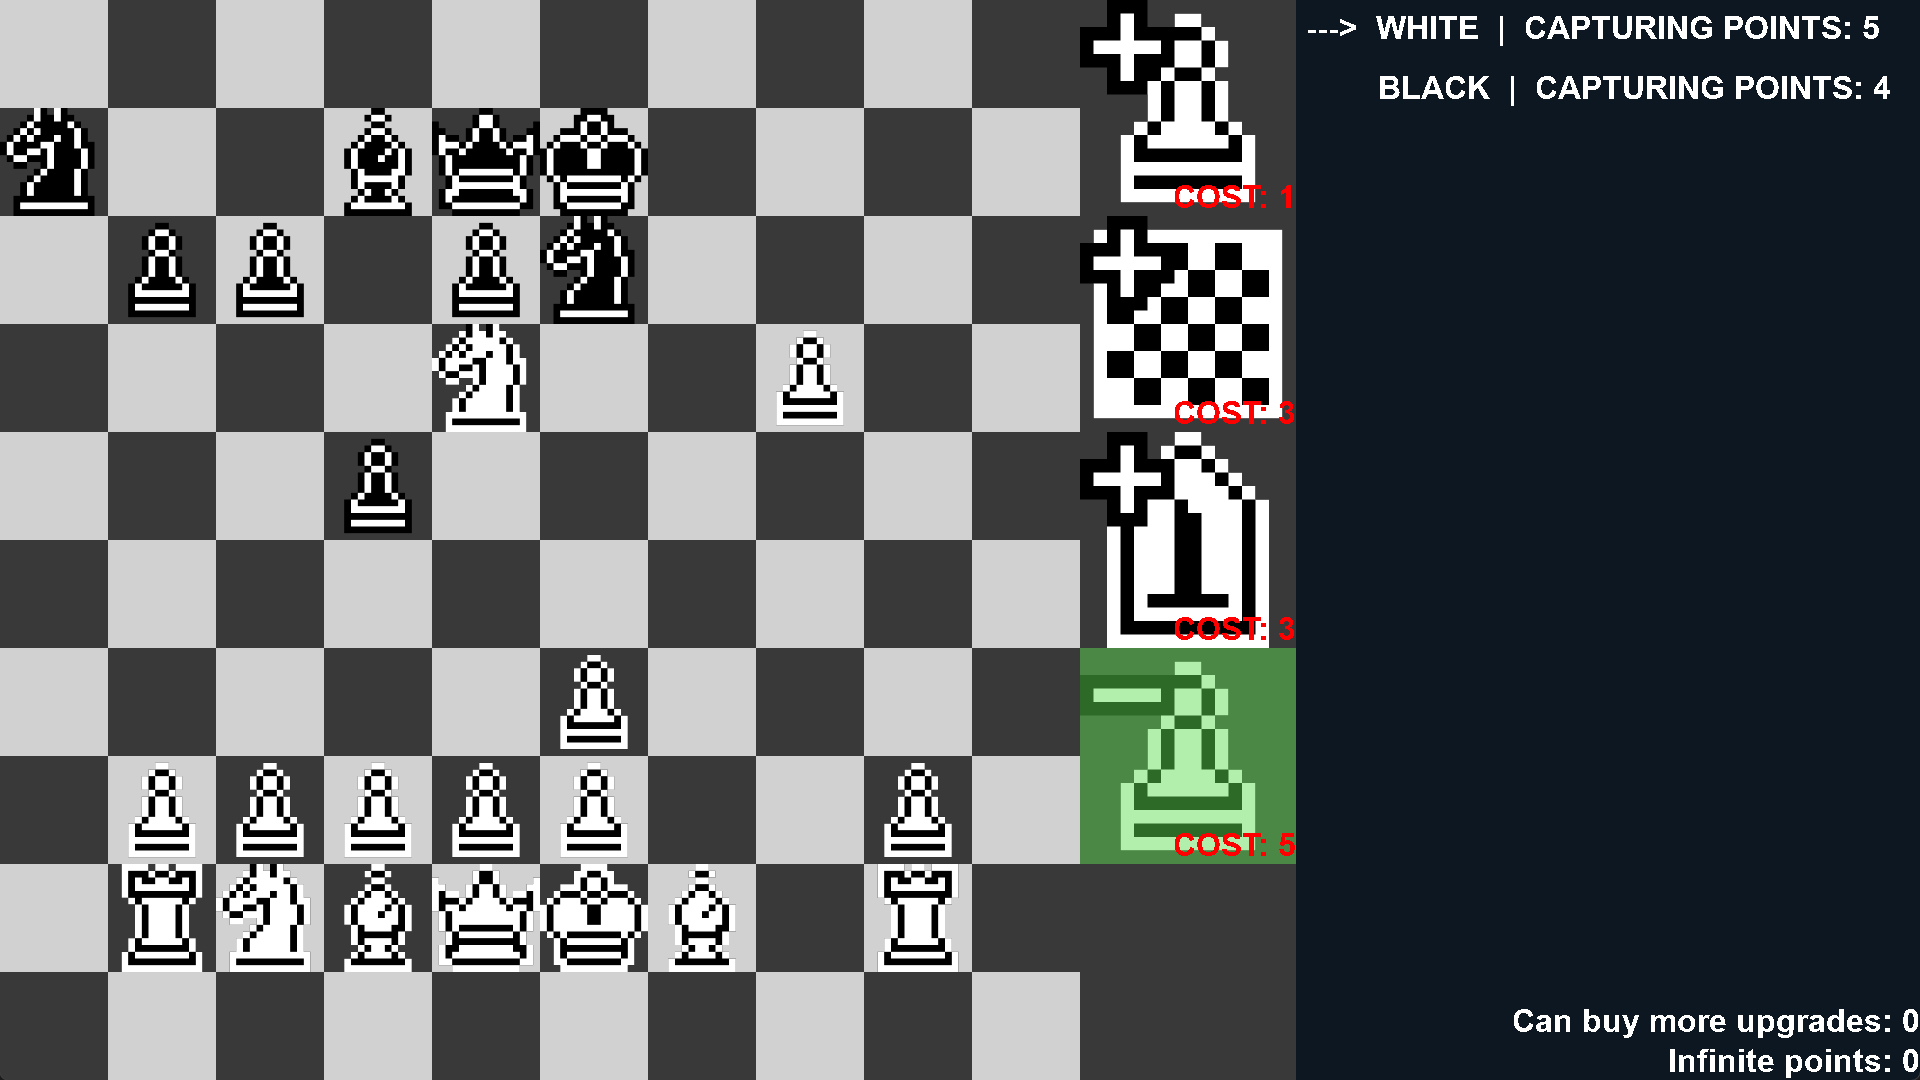 ---> WHITE | CAPTURING POINTS: 5
BLACK | CAPTURING POINTS: 4
COST: 1
COST: 3
COST: 3
COST: 5
Can buy more upgrades: 0
Infinite points: 0